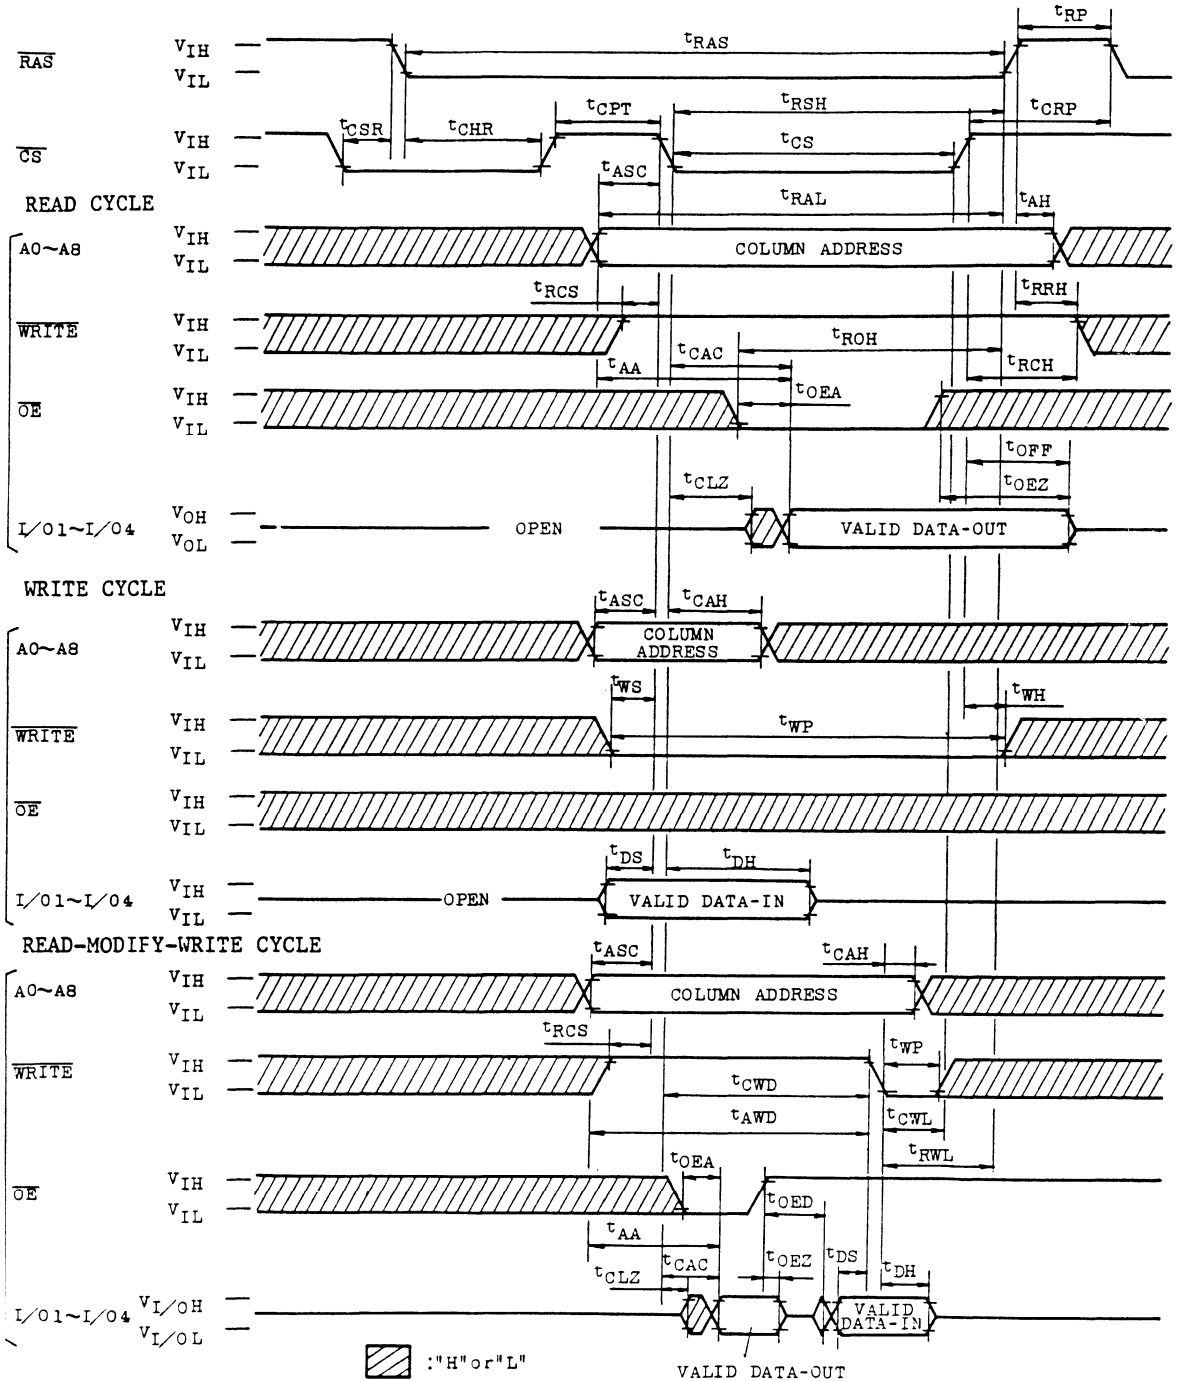 tRP
RAS VIH tRAS
VIL
tCPT tRSH tCRP
CS VIH tCSR tCHR tCS
VIL
tASC
READ CYCLE tRAL tAH
A0~A8 VIH COLUMN ADDRESS
VIL
tRCS tRRH
WRITE VIH
VIL tROH
tCAC
tAA tRCH
OE VIH tOEA
VIL
tOFF
tCLZ tOEZ
I/O1~I/O4 VOH OPEN VALID DATA-OUT
VOL
WRITE CYCLE
tASC tCAH
A0~A8 VIH COLUMN
VIL ADDRESS
tWS tWH
WRITE VIH tWP
VIL
OE VIH
VIL
tDS tDH
I/O1~I/O4 VIH OPEN VALID DATA-IN
VIL
READ-MODIFY-WRITE CYCLE
tASC tCAH
A0~A8 VIH COLUMN ADDRESS
VIL
tRCS tWP
WRITE VIH
VIL tCWD
tAWD tCWL
tRWL
tOEA
OE VIH
VIL tOED
tAA
tCAC tOEZ tDS tDH
tCLZ
I/O1~I/O4 VI/OH VALID
VI/OL DATA-IN
:"H"or"L" VALID DATA-OUT